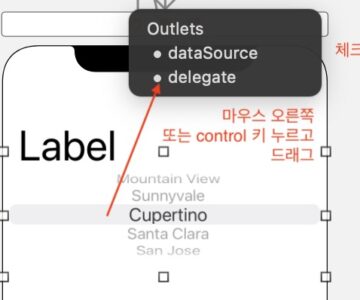 Outlets
dataSource
delegate
체크
마우스 오른쪽
또는 control 키 누르고
드래그
Label
Mountain View
Sunnyvale
Cupertino
Santa Clara
San Jose